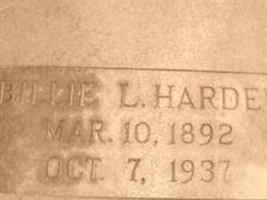 BILLIE L. HARDE
MAR. 10, 1892
OCT. 7, 1937